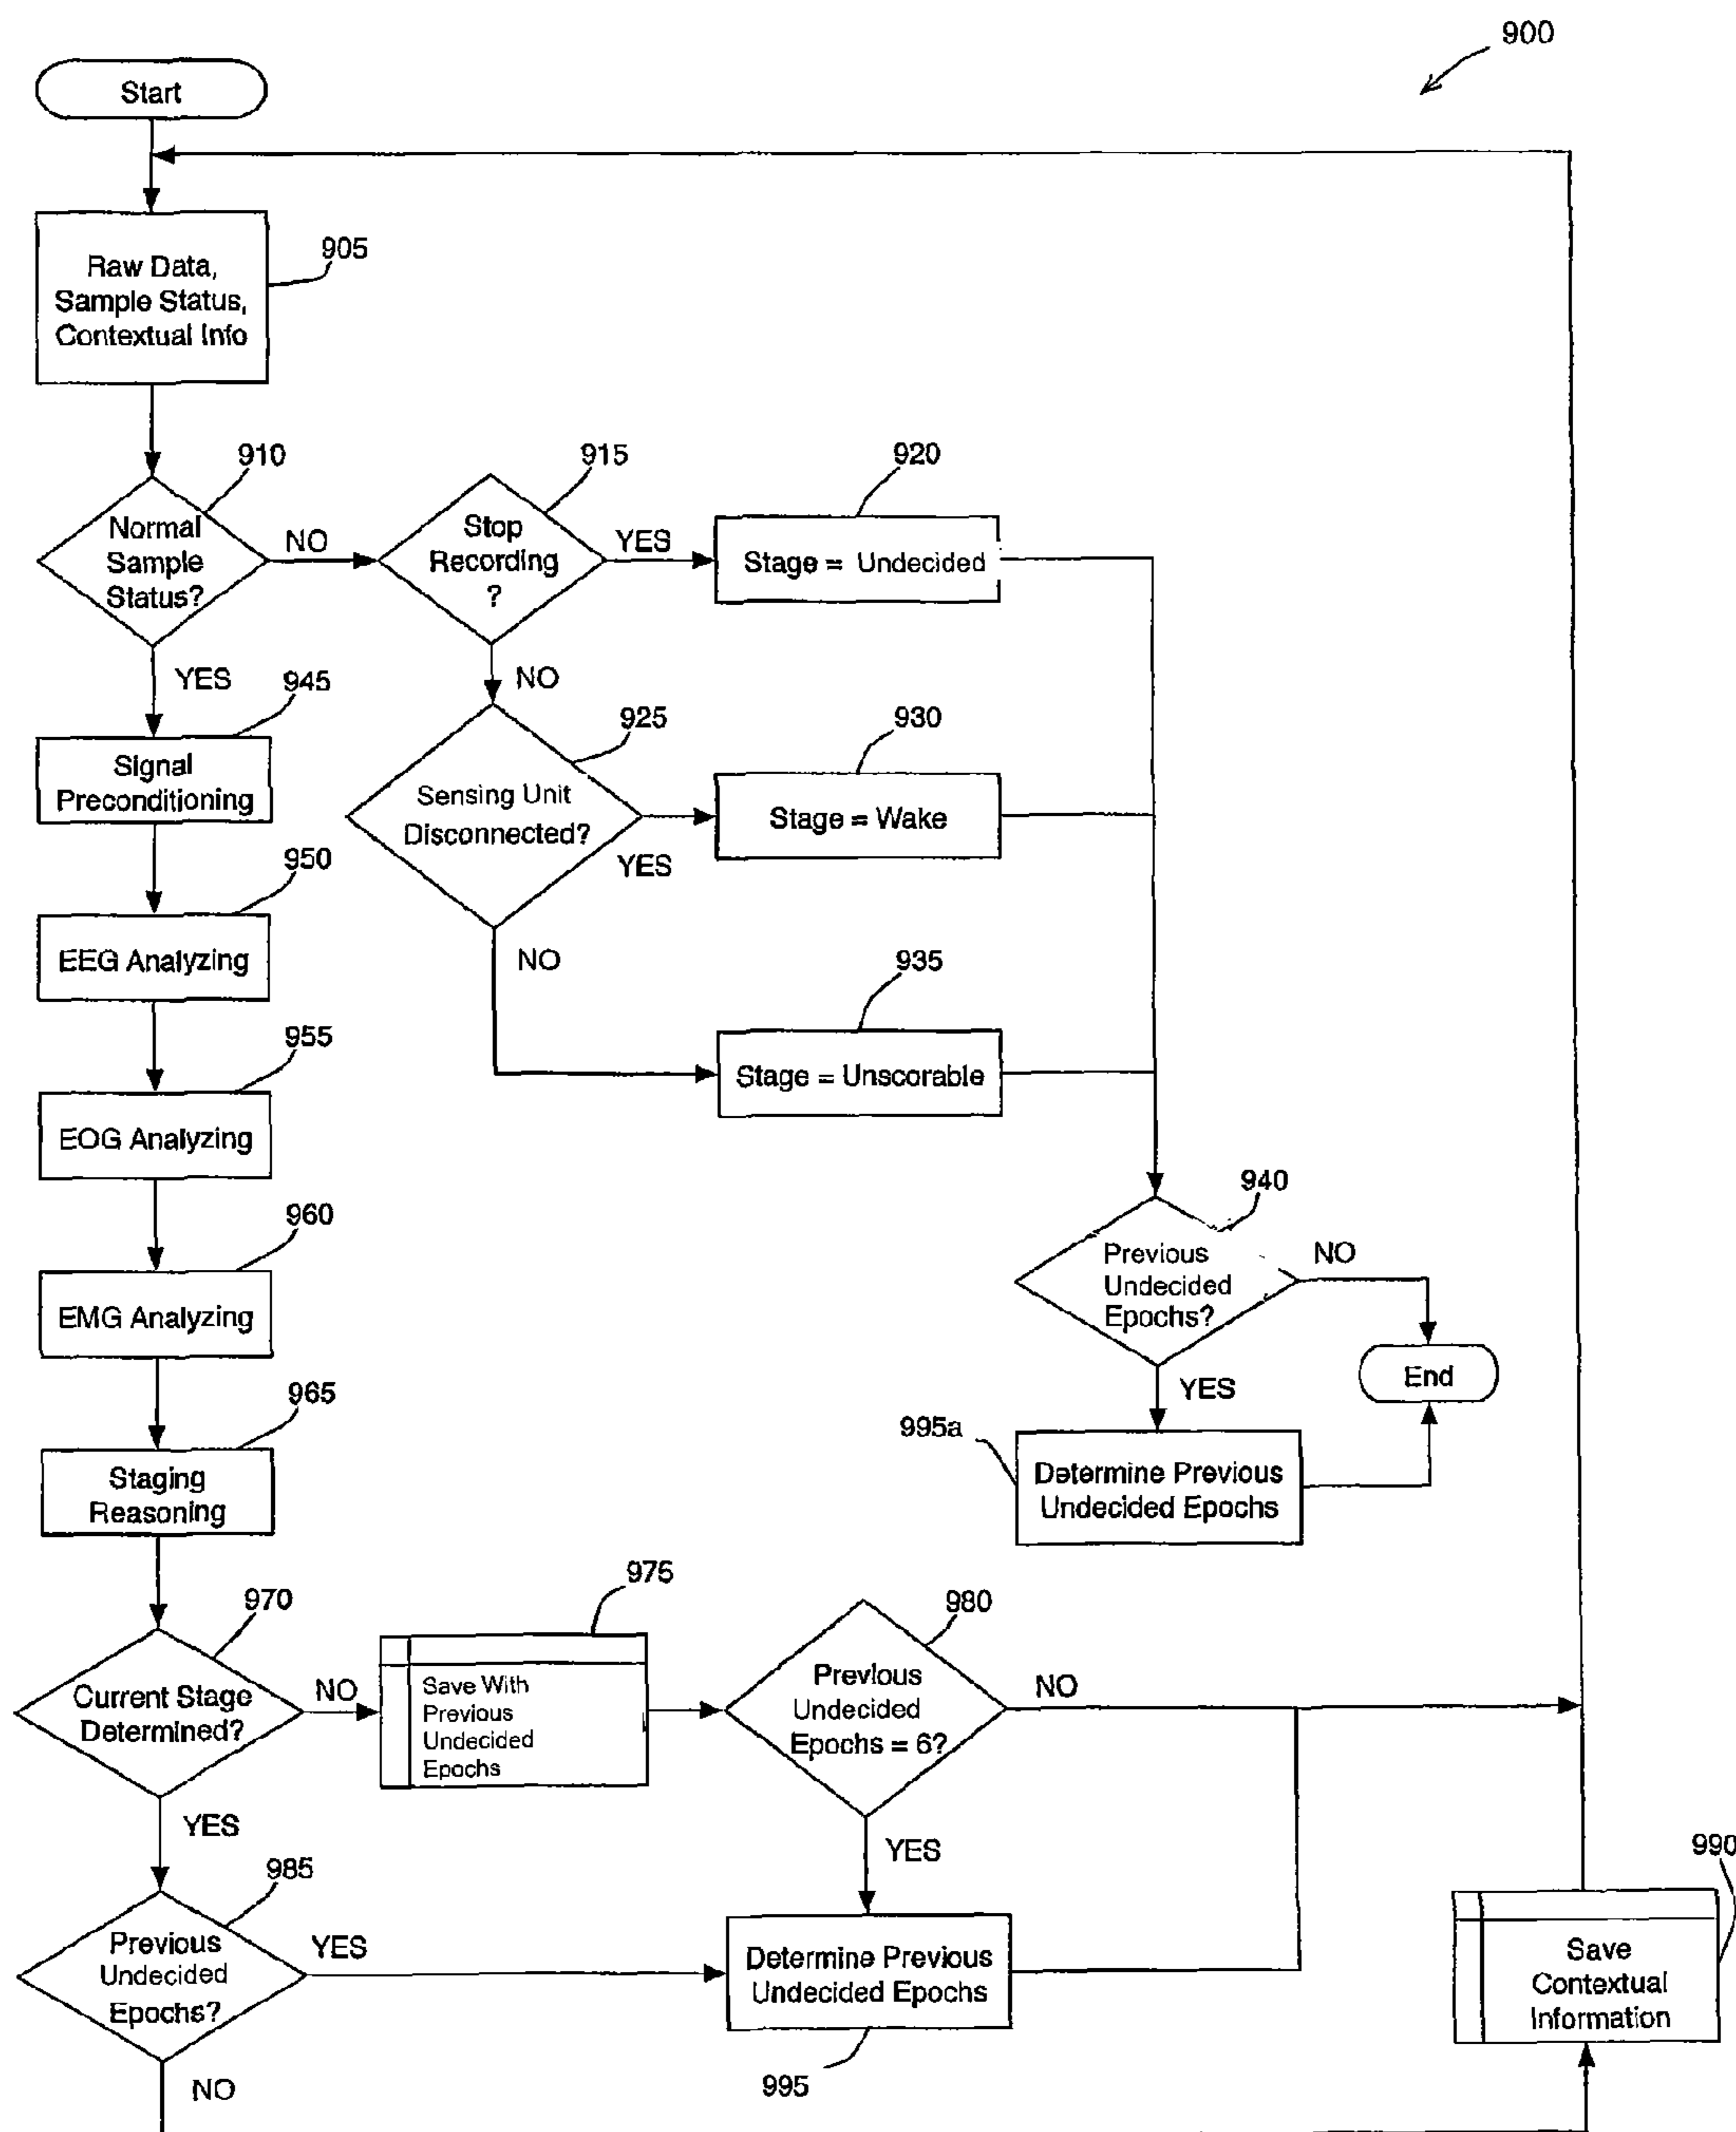 900
Start
Raw Data,
Sample Status,
Contextual Info
905
910
Normal
Sample
Status?
NO
915
Stop
Recording
?
YES
920
Stage = Undecided
YES
NO
945
Signal
Preconditioning
925
Sensing Unit
Disconnected?
YES
930
Stage = Wake
950
EEG Analyzing
NO
935
Stage = Unscorable
955
EOG Analyzing
940
Previous
Undecided
Epochs?
NO
End
YES
960
EMG Analyzing
995a
Determine Previous
Undecided Epochs
965
Staging
Reasoning
970
Current Stage
Determined?
NO
975
Save With
Previous
Undecided
Epochs
980
Previous
Undecided
Epochs = 6?
NO
YES
YES
985
Previous
Undecided
Epochs?
YES
Determine Previous
Undecided Epochs
995
990
Save
Contextual
Information
NO